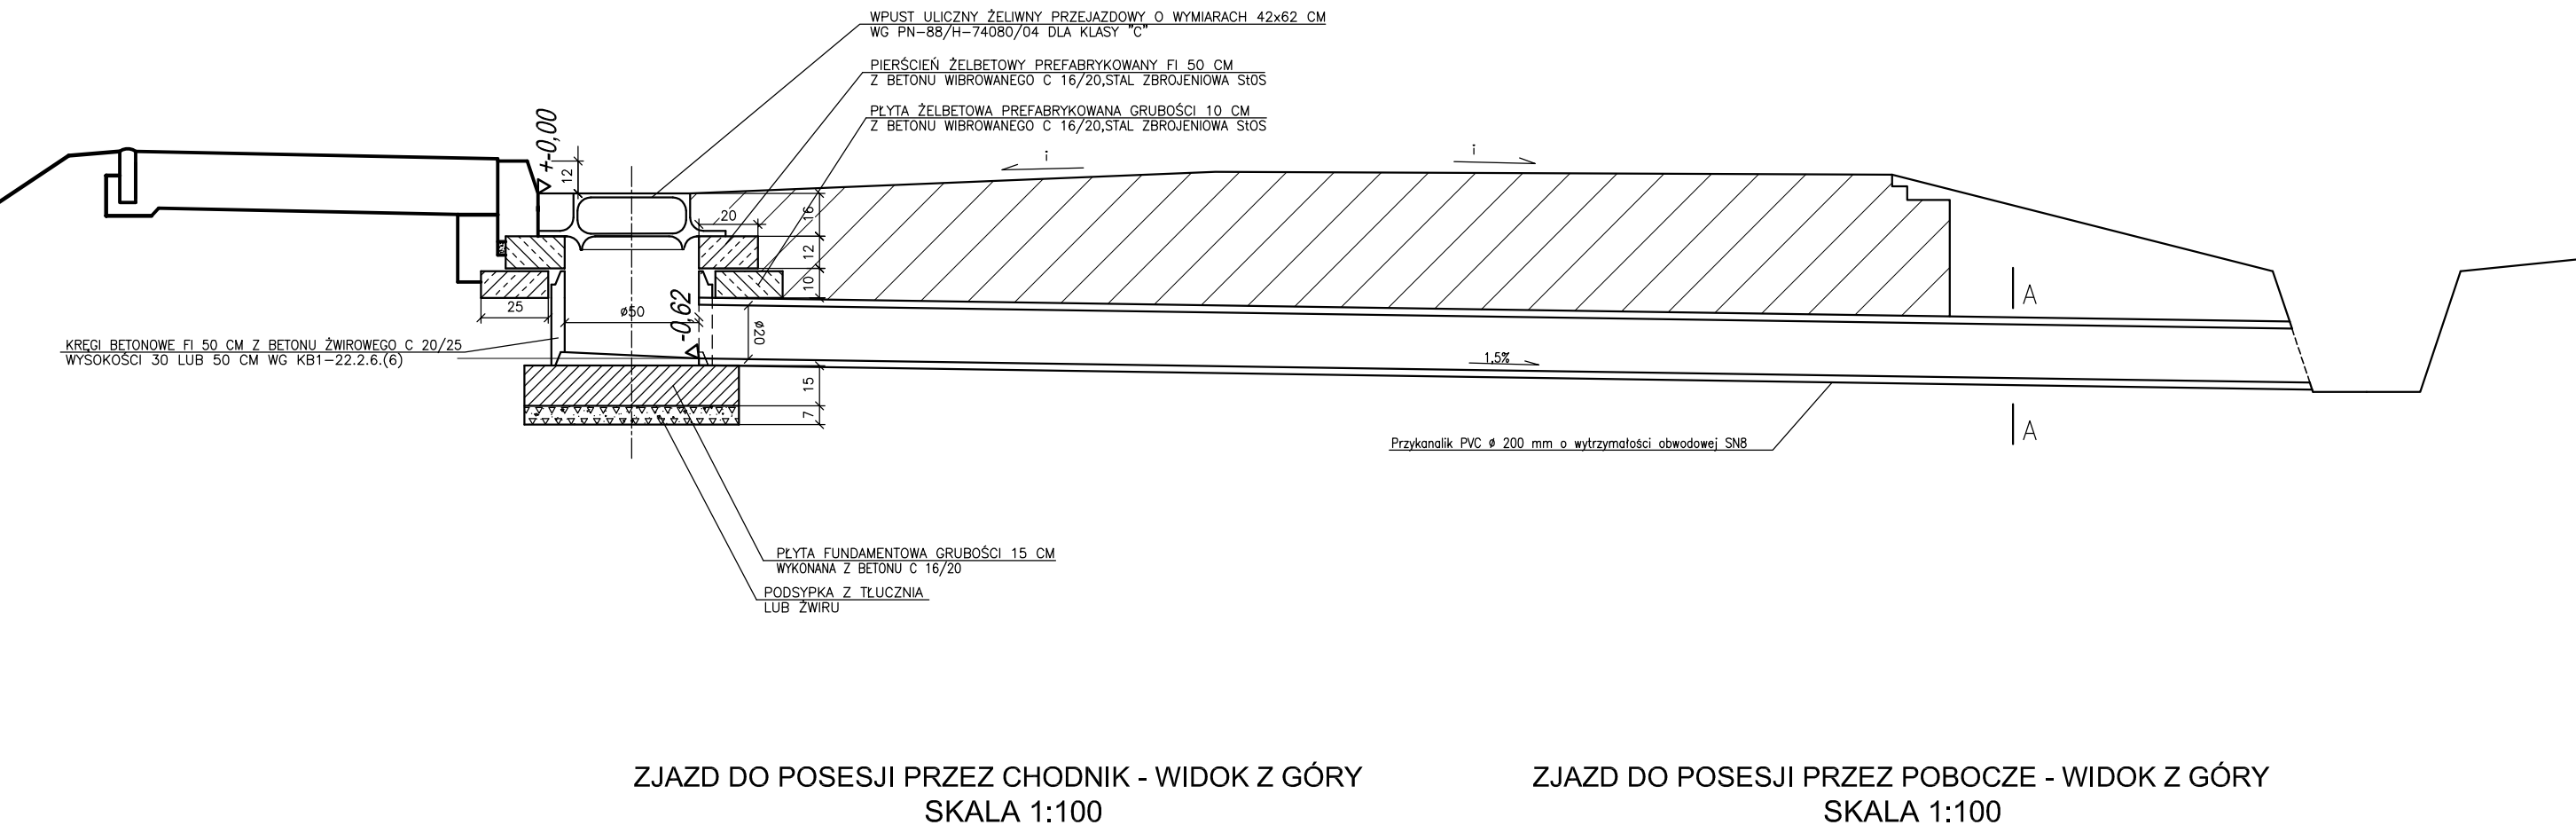 WPUST ULICZNY ŻELIWNY PRZEJAZDOWY O WYMIARACH 42x62 CM
WG PN-88/H-74080/04 DLA KLASY "C"
PIERŚCIEŃ ŻELBETOWY PREFABRYKOWANY FI 50 CM
Z BETONU WIBROWANEGO C 16/20,STAL ZBROJENIOWA St0S
PŁYTA ŻELBETOWA PREFABRYKOWANA GRUBOŚCI 10 CM
Z BETONU WIBROWANEGO C 16/20,STAL ZBROJENIOWA St0S
+-0,00
12
i
i
20
16
12
10
25
ø50
-0,62
ø20
A
KRĘGI BETONOWE FI 50 CM Z BETONU ŻWIROWEGO C 20/25
WYSOKOŚCI 30 LUB 50 CM WG KB1-22.2.6.(6)
1,5%
15
7
A
Przykanalik PVC ø 200 mm o wytrzymałości obwodowej SN8
PŁYTA FUNDAMENTOWA GRUBOŚCI 15 CM
WYKONANA Z BETONU C 16/20
PODSYPKA Z TŁUCZNIA
LUB ŻWIRU
ZJAZD DO POSESJI PRZEZ CHODNIK - WIDOK Z GÓRY
SKALA 1:100
ZJAZD DO POSESJI PRZEZ POBOCZE - WIDOK Z GÓRY
SKALA 1:100